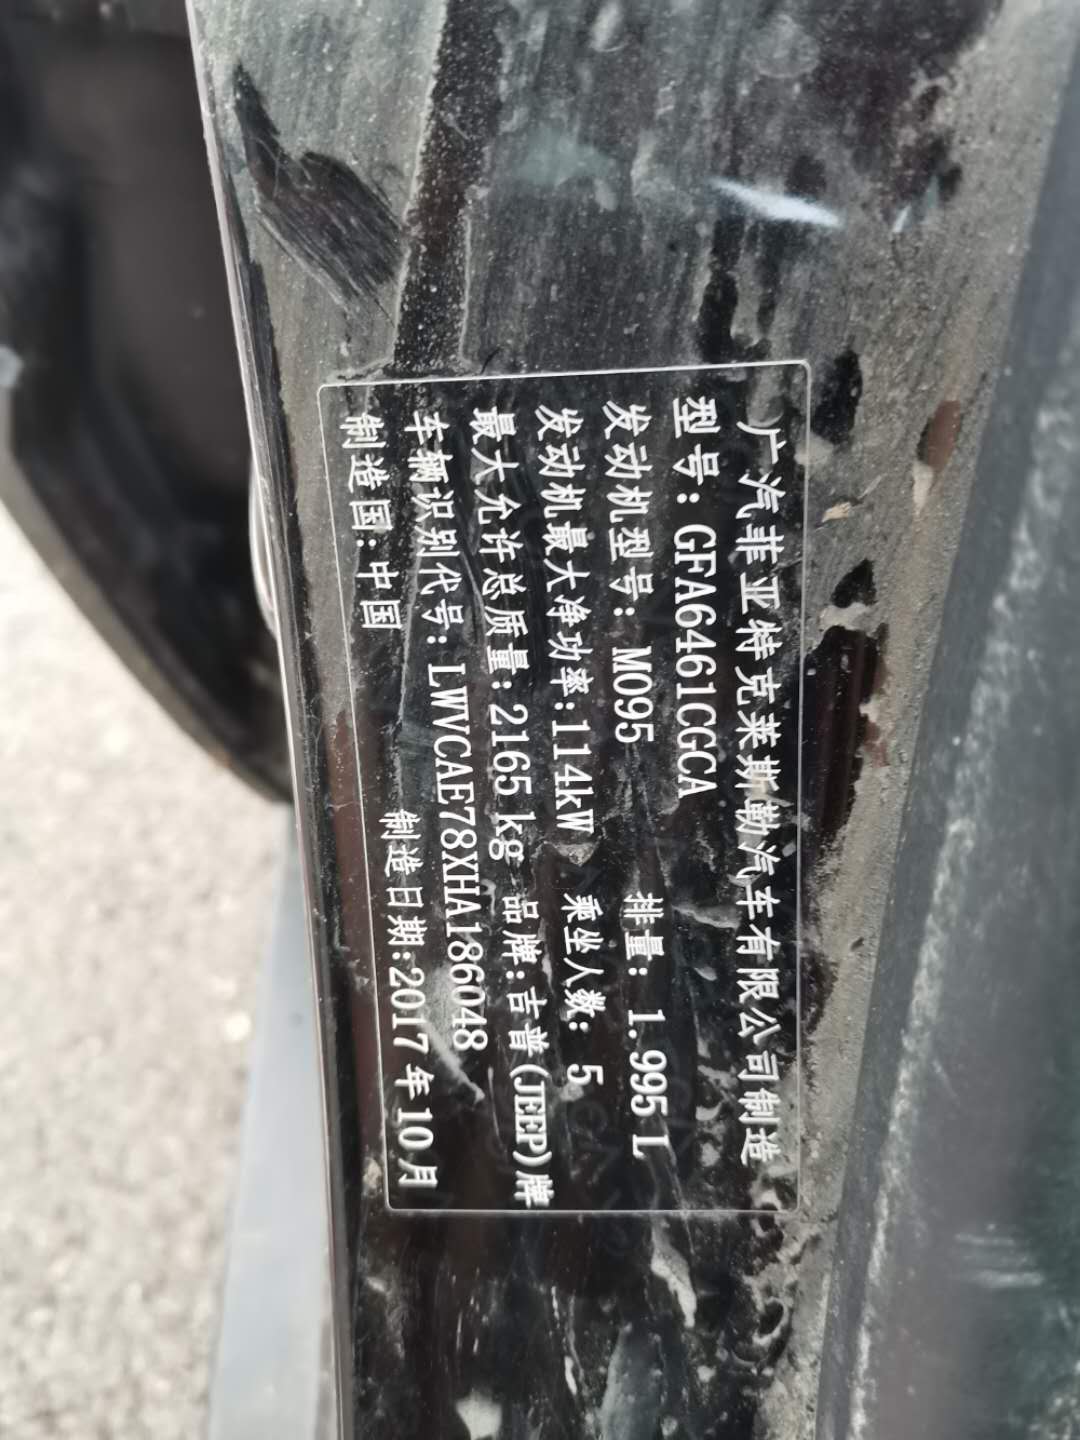 广汽菲亚特克莱斯勒汽车有限公司制造
型号: GFA6461CGCA
发动机型号: M095 排量: 1.995 L
发动机最大净功率:114kW 乘坐人数: 5
最大允许总质量:2165 kg 品牌:吉普(JEEP)牌
车辆识别代号: LWVCAE78XHA186048
制造国:中国 制造日期:2017年10月